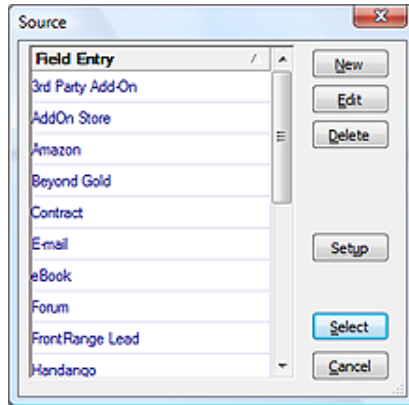 Source
Field Entry
3rd Party Add-On
AddOn Store
Amazon
Beyond Gold
Contract
E-mail
eBook
Forum
FrontRange Lead
Handango
New
Edit
Delete
Setup
Select
Cancel